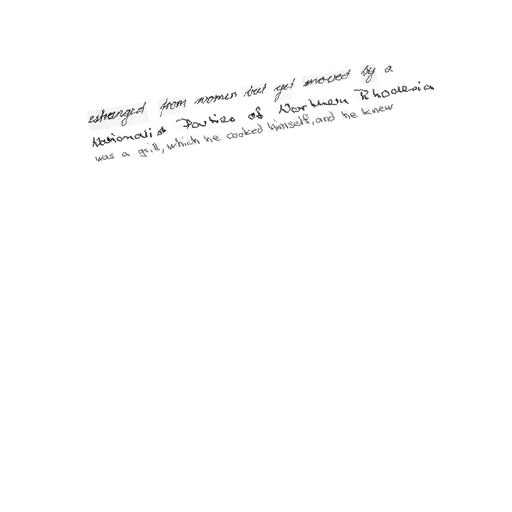 estranged from women but get moved by a
Nationalist Parties of Northern Rhodesia
was a grill, which he cooked himself, and he knew